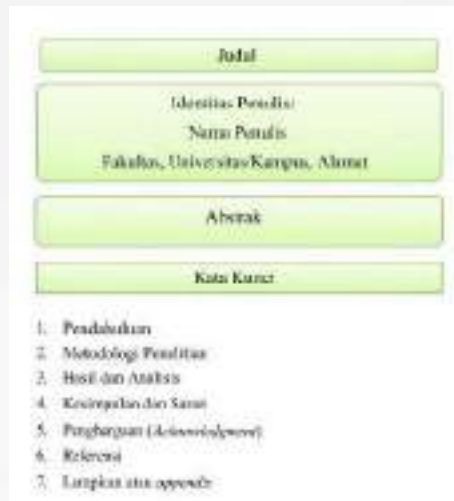 Judul
Identitas Penulis:
Nama Penulis
Fakultas, Universitas/Kampus, Alamat
Abstrak
Kata Kunci
1. Pendahuluan
2. Metodologi Penelitian
3. Hasil dan Analisis
4. Kesimpulan dan Saran
5. Penghargaan (Acknowledgment)
6. Referensi
7. Lampiran atau appendix